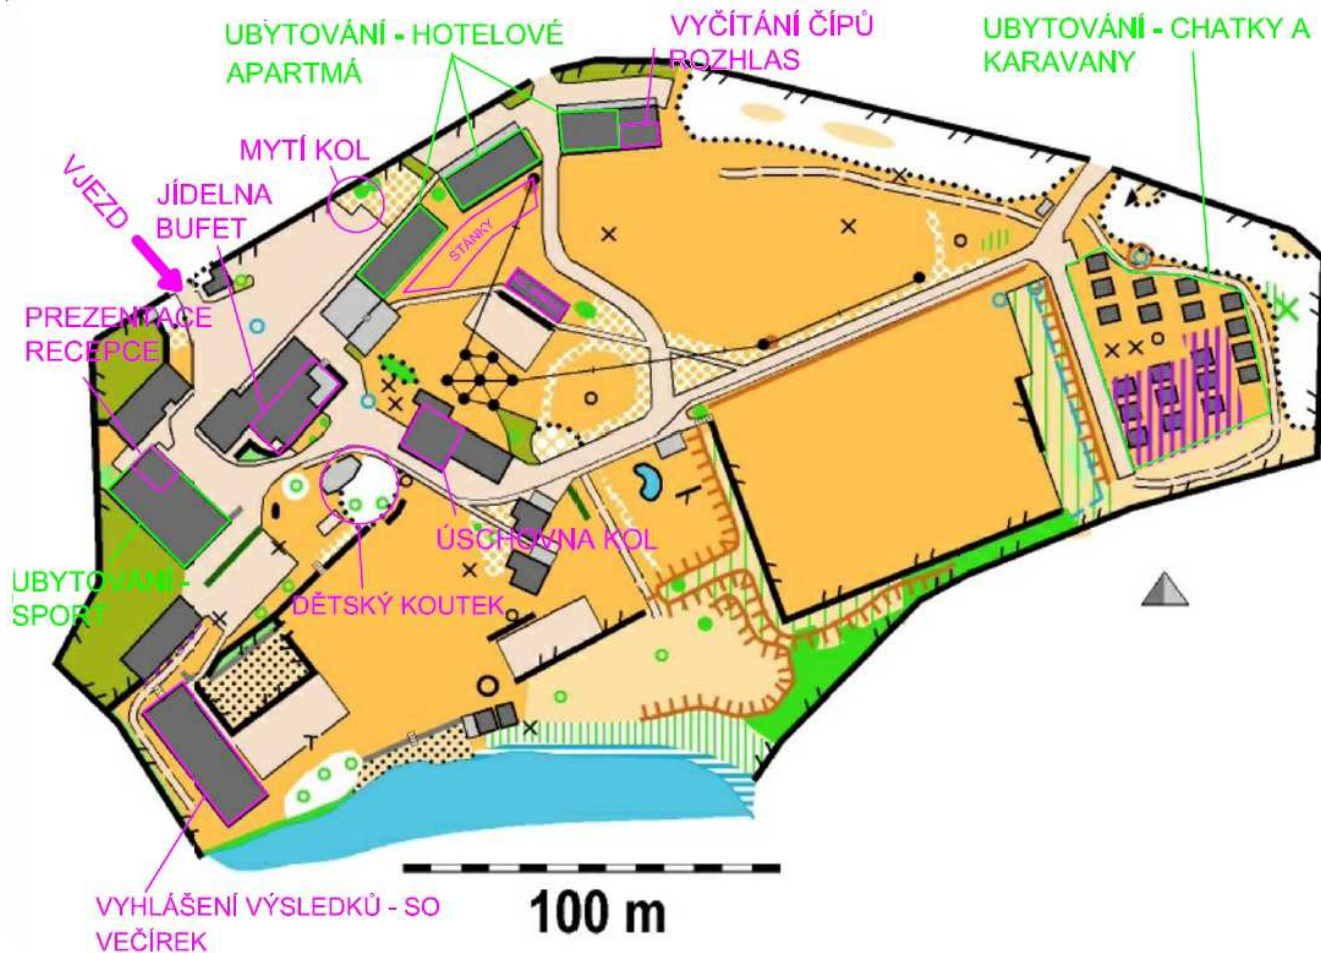 UBYTOVÁNÍ - HOTELOVÉ
APARTMÁ
VYČÍTÁNÍ ČIPŮ
ROZHLAS
UBYTOVÁNÍ - CHATKY A
KARAVANY
MYTÍ KOL
VJEZD
JÍDELNA
BUFET
STÁNKY
PREZENTACE
RECEPCE
ÚSCHOVNA KOL
UBYTOVÁNÍ -
SPORT
DĚTSKÝ KOUTEK
VYHLÁŠENÍ VÝSLEDKŮ - SO
VEČÍREK
100 m